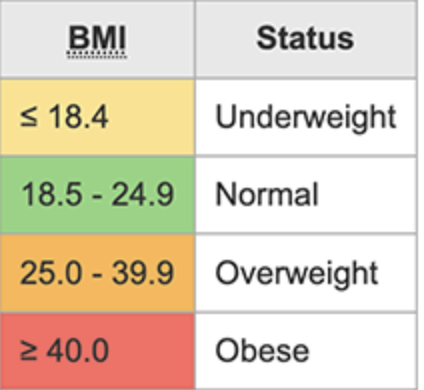 BMI Status
≤ 18.4 Underweight
18.5 - 24.9 Normal
25.0 - 39.9 Overweight
≥ 40.0 Obese